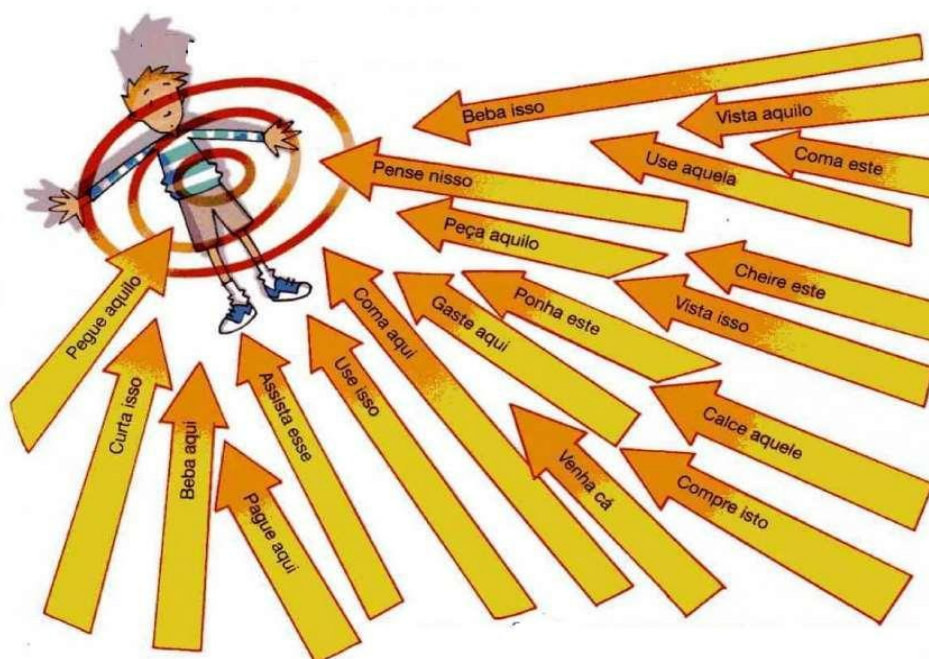 Beba isso
Vista aquilo
Coma este
Use aquela
Pense nisso
Peça aquilo
Cheire este
Vista isso
Ponha este
Gaste aqui
Coma aqui
Pegue aquilo
Curta isso
Beba aqui
Assista esse
Use isso
Pague aqui
Venha cá
Calce aquele
Compre isto